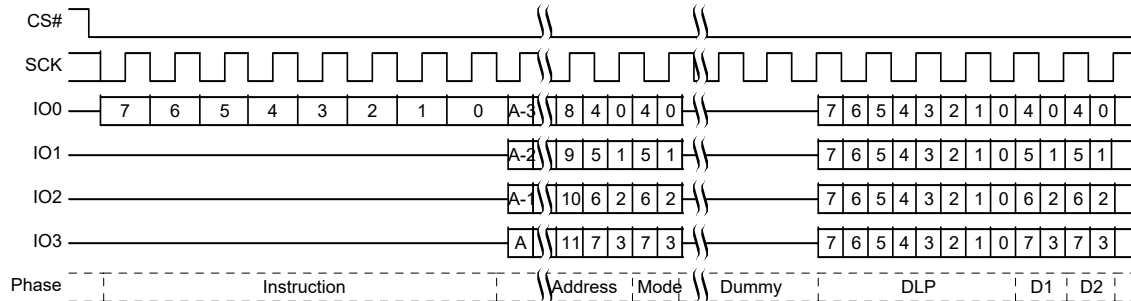 CS#
SCK
IO0 7 6 5 4 3 2 1 0 A-3 8 4 0 4 0 7 6 5 4 3 2 1 0 4 0 4 0
IO1 A-2 9 5 1 5 1 7 6 5 4 3 2 1 0 5 1 5 1
IO2 A-1 10 6 2 6 2 7 6 5 4 3 2 1 0 6 2 6 2
IO3 A 11 7 3 7 3 7 6 5 4 3 2 1 0 7 3 7 3
Phase Instruction Address Mode Dummy DLP D1 D2